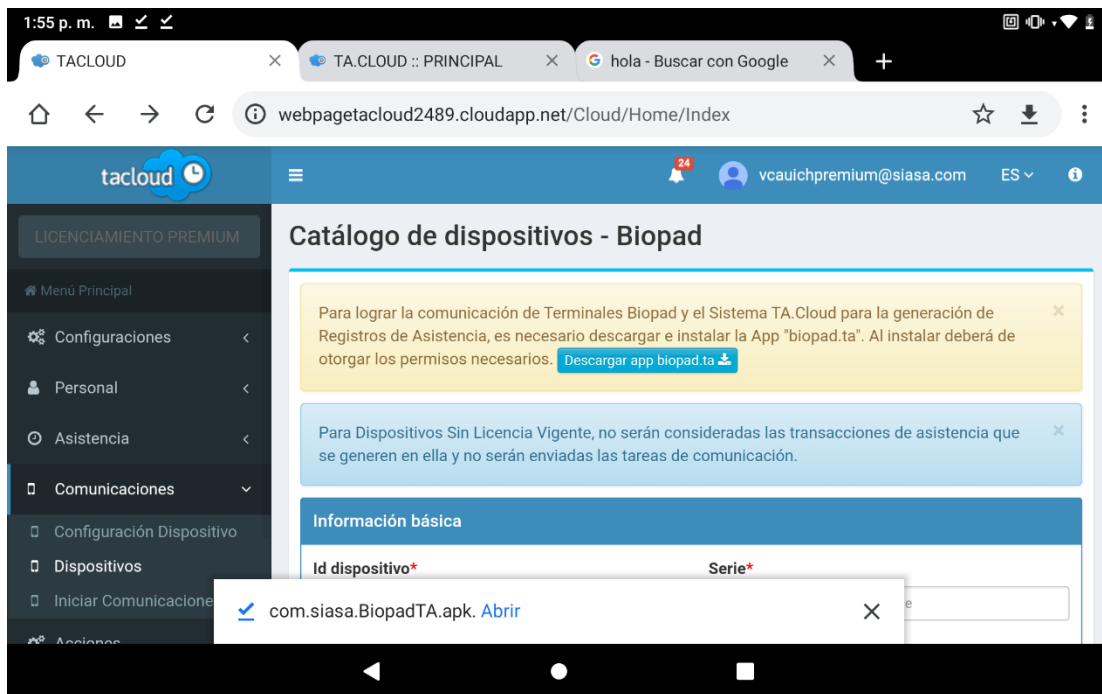 1:55 p. m.
TACLOUD
TA.CLOUD :: PRINCIPAL
hola - Buscar con Google
webpagetacloud2489.cloudapp.net/Cloud/Home/Index
tacloud
24
vcauichpremium@siasa.com
ES
LICENCIAMIENTO PREMIUM
Menú Principal
Configuraciones
Personal
Asistencia
Comunicaciones
Configuración Dispositivo
Dispositivos
Iniciar Comunicacione
Acciones
Catálogo de dispositivos - Biopad
Para lograr la comunicación de Terminales Biopad y el Sistema TA.Cloud para la generación de
Registros de Asistencia, es necesario descargar e instalar la App "biopad.ta". Al instalar deberá de
otorgar los permisos necesarios. Descargar app biopad.ta
Para Dispositivos Sin Licencia Vigente, no serán consideradas las transacciones de asistencia que
se generen en ella y no serán enviadas las tareas de comunicación.
Información básica
Id dispositivo*
Serie*
e
com.siasa.BiopadTA.apk. Abrir